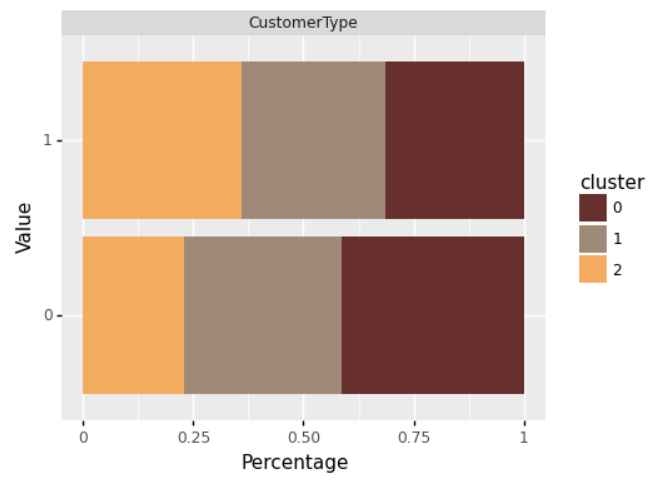 CustomerType
Value
1
0
0
0.25
0.50
0.75
1
Percentage
cluster
0
1
2